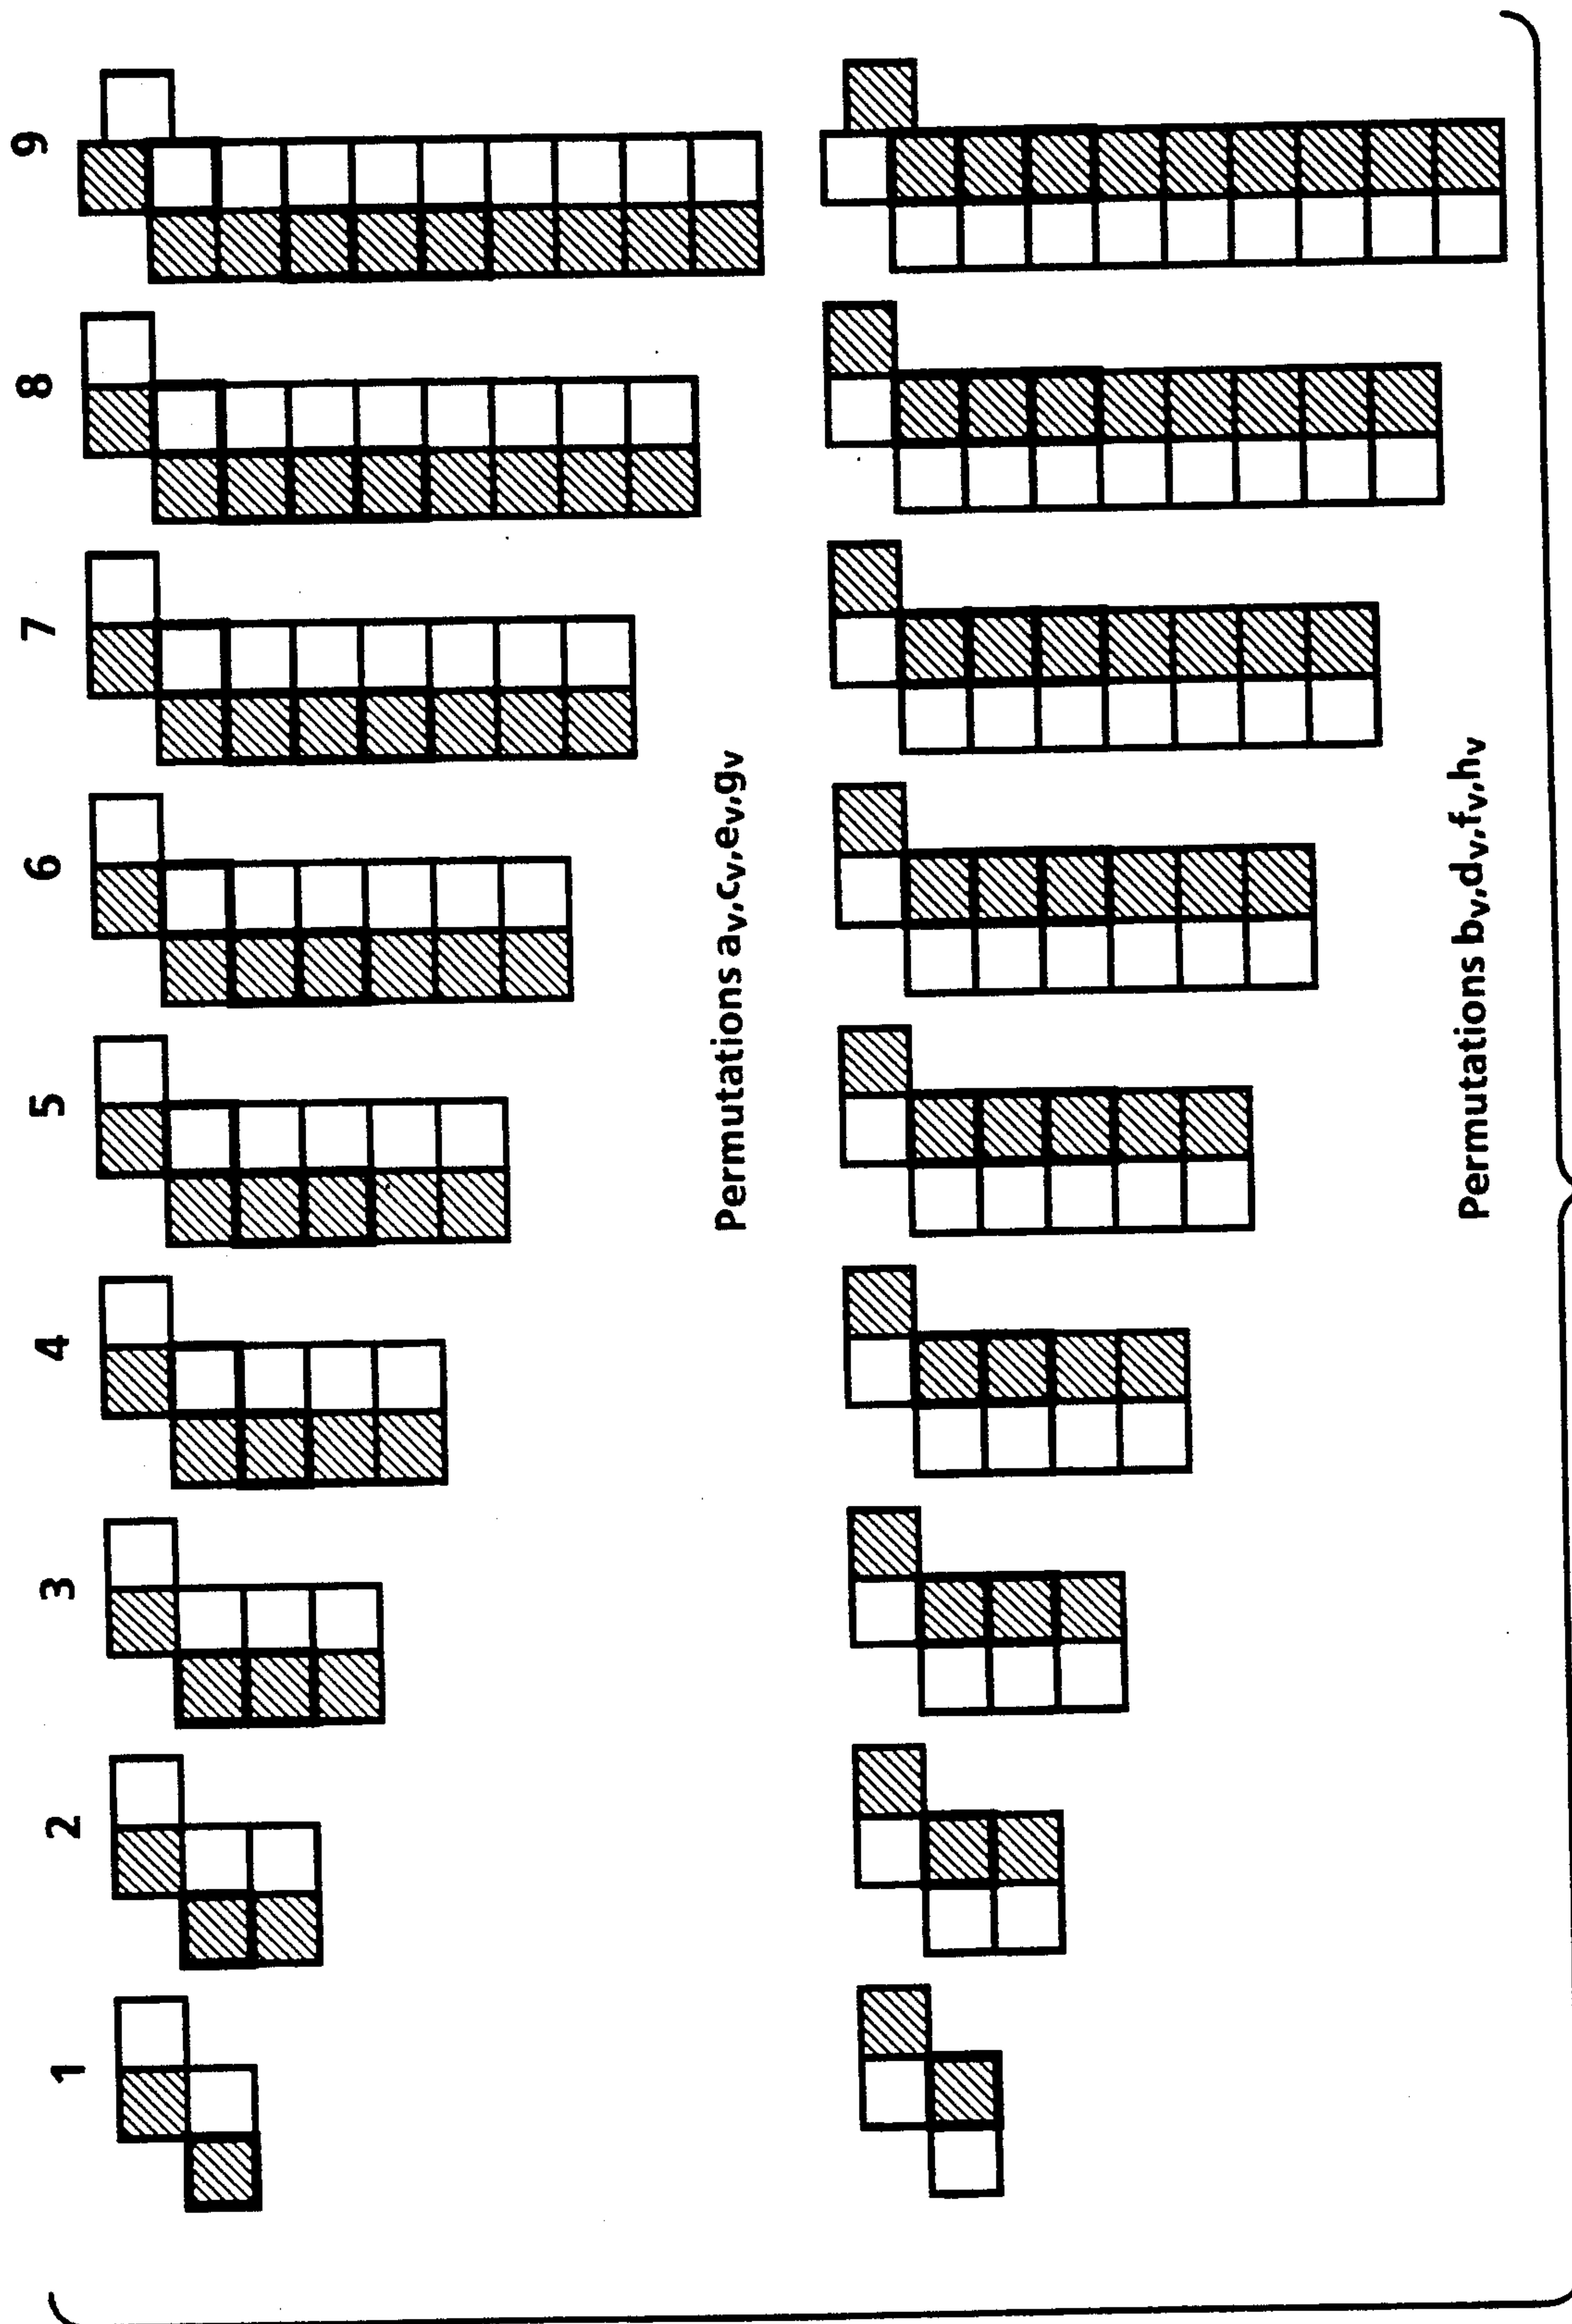 1 2 3 4 5 6 7 8 9
Permutations av,cv,ev,gv
Permutations bv,dv,fv,hv